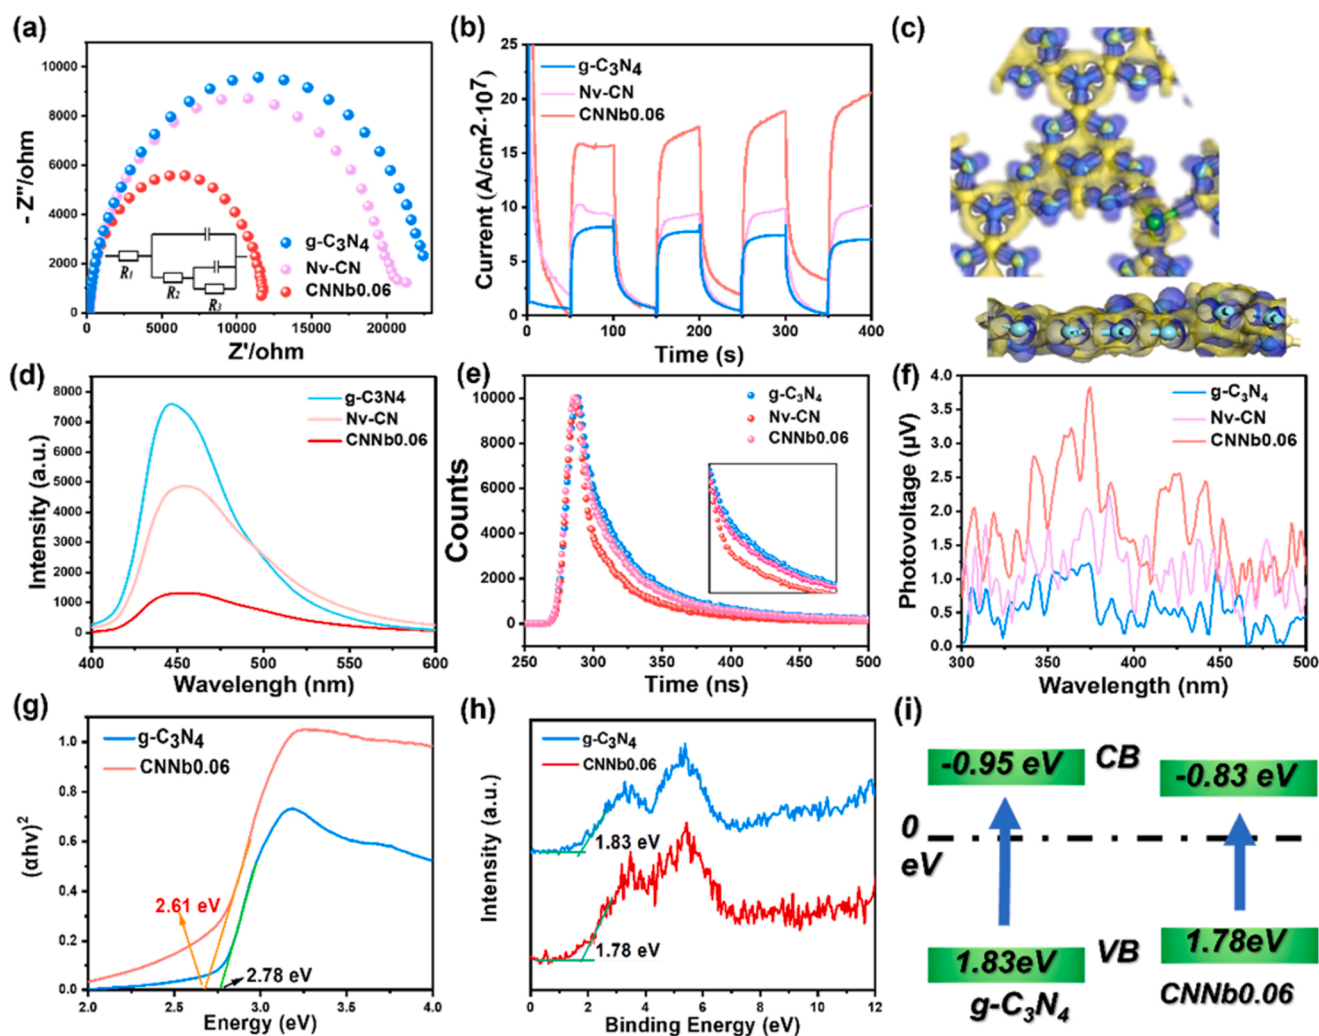 (a)
10000
8000
6000
4000
2000
0
- Z"/ohm
g-C₃N₄
Nv-CN
CNNb0.06
R₁
R₂
R₃
0
5000
10000
15000
20000
Z'/ohm
(b)
25
20
15
10
5
0
Current (A/cm2·10⁷)
g-C₃N₄
Nv-CN
CNNb0.06
0
100
200
300
400
Time (s)
(c)
(d)
8000
7000
6000
5000
4000
3000
2000
1000
0
Intensity (a.u.)
g-C3N4
Nv-CN
CNNb0.06
400
450
500
550
600
Wavelengh (nm)
(e)
10000
8000
6000
4000
2000
0
Counts
g-C₃N₄
Nv-CN
CNNb0.06
250
300
350
400
450
500
Time (ns)
(f)
4.0
3.5
3.0
2.5
2.0
1.5
1.0
0.5
0.0
Photovoltage (μV)
g-C₃N₄
Nv-CN
CNNb0.06
300
350
400
450
500
Wavelength (nm)
(g)
1.0
0.8
0.6
0.4
0.2
0.0
(αhv)²
g-C₃N₄
CNNb0.06
2.61 eV
2.78 eV
2.0
2.5
3.0
3.5
4.0
Energy (eV)
(h)
Intensity (a.u.)
g-C₃N₄
CNNb0.06
1.83 eV
1.78 eV
0
2
4
6
8
10
12
Binding Energy (eV)
(i)
-0.95 eV
CB
-0.83 eV
0
eV
1.83eV
VB
1.78eV
g-C₃N₄
CNNb0.06